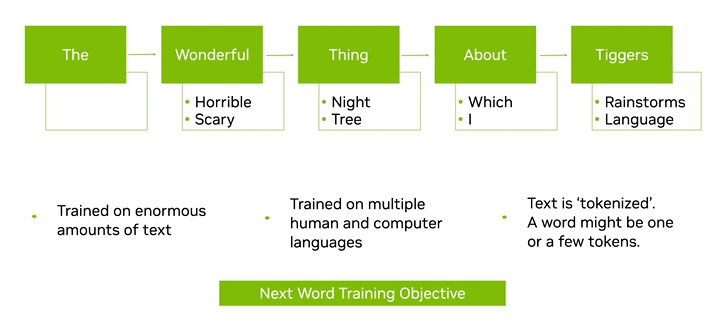 The
Wonderful
Thing
About
Tiggers
• Horrible
• Scary
• Night
• Tree
• Which
• I
• Rainstorms
• Language
• Trained on enormous
amounts of text
• Trained on multiple
human and computer
languages
• Text is ‘tokenized’.
A word might be one
or a few tokens.
Next Word Training Objective